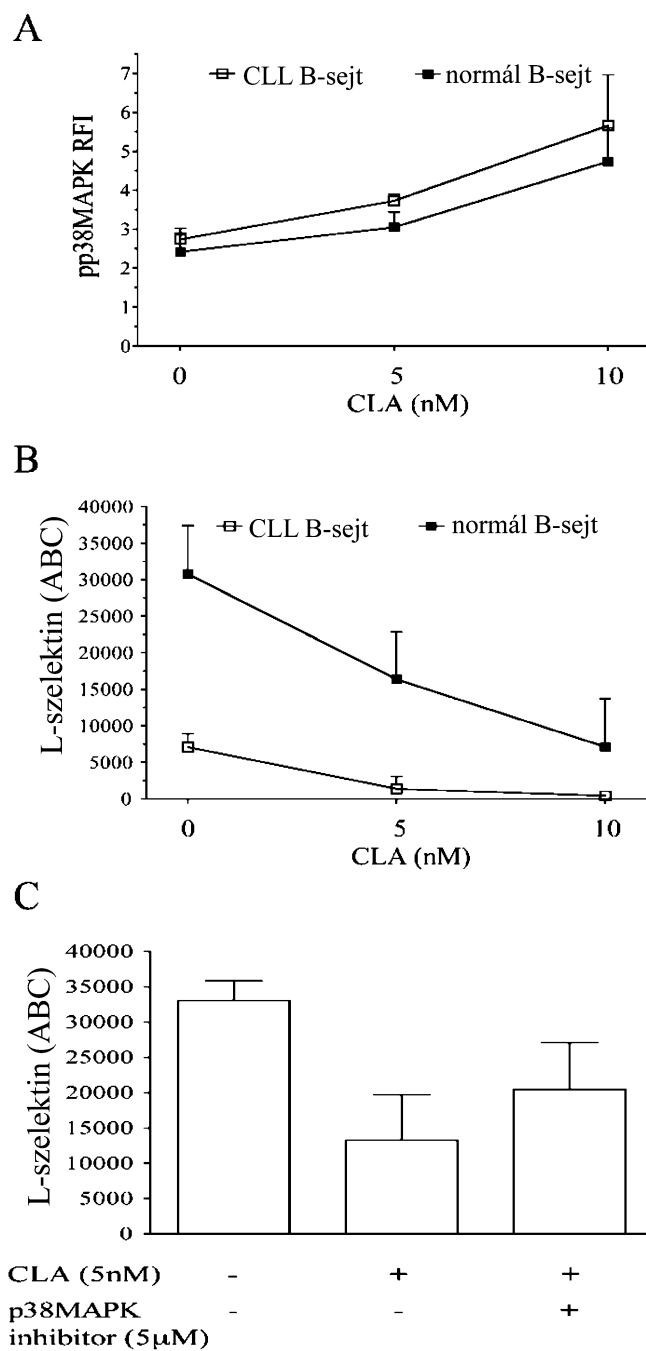 A
CLL B-sejt
normál B-sejt
pp38MAPK RFI
7
6
5
4
3
2
1
0
0 5 10
CLA (nM)
B
CLL B-sejt
normál B-sejt
L-szelektin (ABC)
40000
35000
30000
25000
20000
15000
10000
5000
0
0 5 10
CLA (nM)
C
L-szelektin (ABC)
40000
35000
30000
25000
20000
15000
10000
5000
0
CLA (5nM) - + +
p38MAPK - - +
inhibitor (5µM)